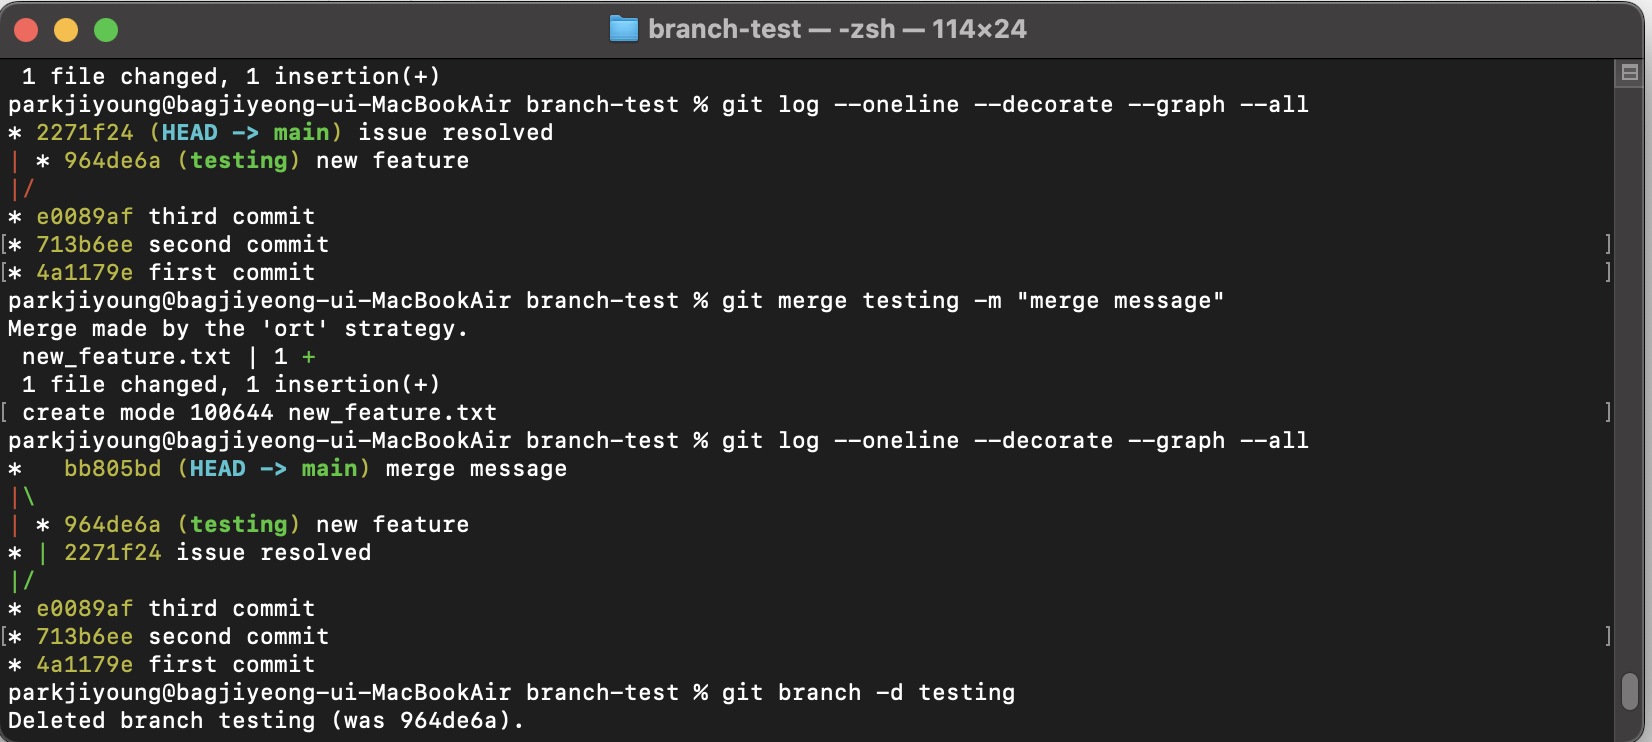 branch-test — -zsh — 114×24
1 file changed, 1 insertion(+)
parkjiyoung@bagjiyeong-ui-MacBookAir branch-test % git log --oneline --decorate --graph --all
* 2271f24 (HEAD -> main) issue resolved
| * 964de6a (testing) new feature
|/
* e0089af third commit
[* 713b6ee second commit ]
[* 4a1179e first commit ]
parkjiyoung@bagjiyeong-ui-MacBookAir branch-test % git merge testing -m "merge message"
Merge made by the 'ort' strategy.
 new_feature.txt | 1 +
 1 file changed, 1 insertion(+)
[ create mode 100644 new_feature.txt ]
parkjiyoung@bagjiyeong-ui-MacBookAir branch-test % git log --oneline --decorate --graph --all
*   bb805bd (HEAD -> main) merge message
|\
| * 964de6a (testing) new feature
* | 2271f24 issue resolved
|/
* e0089af third commit
[* 713b6ee second commit ]
* 4a1179e first commit
parkjiyoung@bagjiyeong-ui-MacBookAir branch-test % git branch -d testing
Deleted branch testing (was 964de6a).